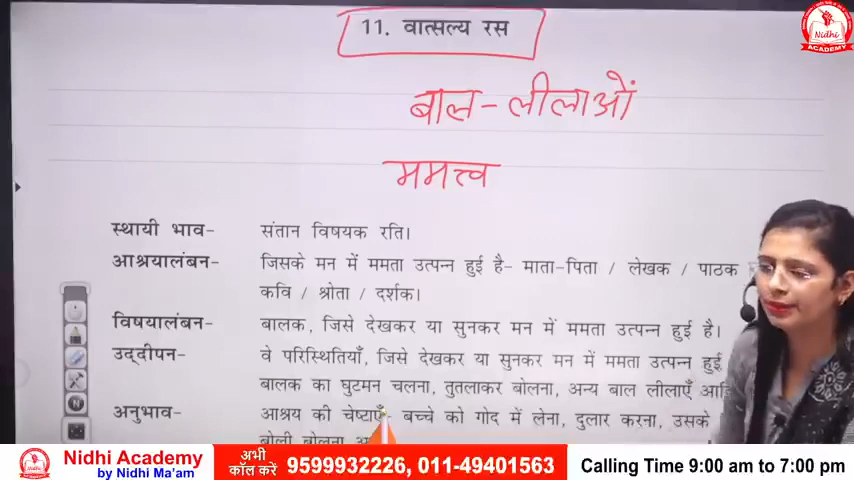 11. वात्सल्य रस
Nidhi
ACADEMY
बाल-लीलाओं
ममत्त्व
स्थायी भाव- संतान विषयक रति।
आश्रयालंबन- जिसके मन में ममता उत्पन्न हुई है- माता-पिता / लेखक / पाठक
कवि / श्रोता / दर्शक।
विषयालंबन- बालक, जिसे देखकर या सुनकर मन में ममता उत्पन्न हुई है।
उद्दीपन- वे परिस्थितियाँ, जिसे देखकर या सुनकर मन में ममता उत्पन्न हुई
बालक का घुटमन चलना, तुतलाकर बोलना, अन्य बाल लीलाएँ
अनुभाव- आश्रय की चेष्टाएँ- बच्चे को गोद में लेना, दुलार करना, उसके
बोली बोलना
Nidhi Academy
by Nidhi Ma'am
अभी
कॉल करें
9599932226, 011-49401563
Calling Time 9:00 am to 7:00 pm